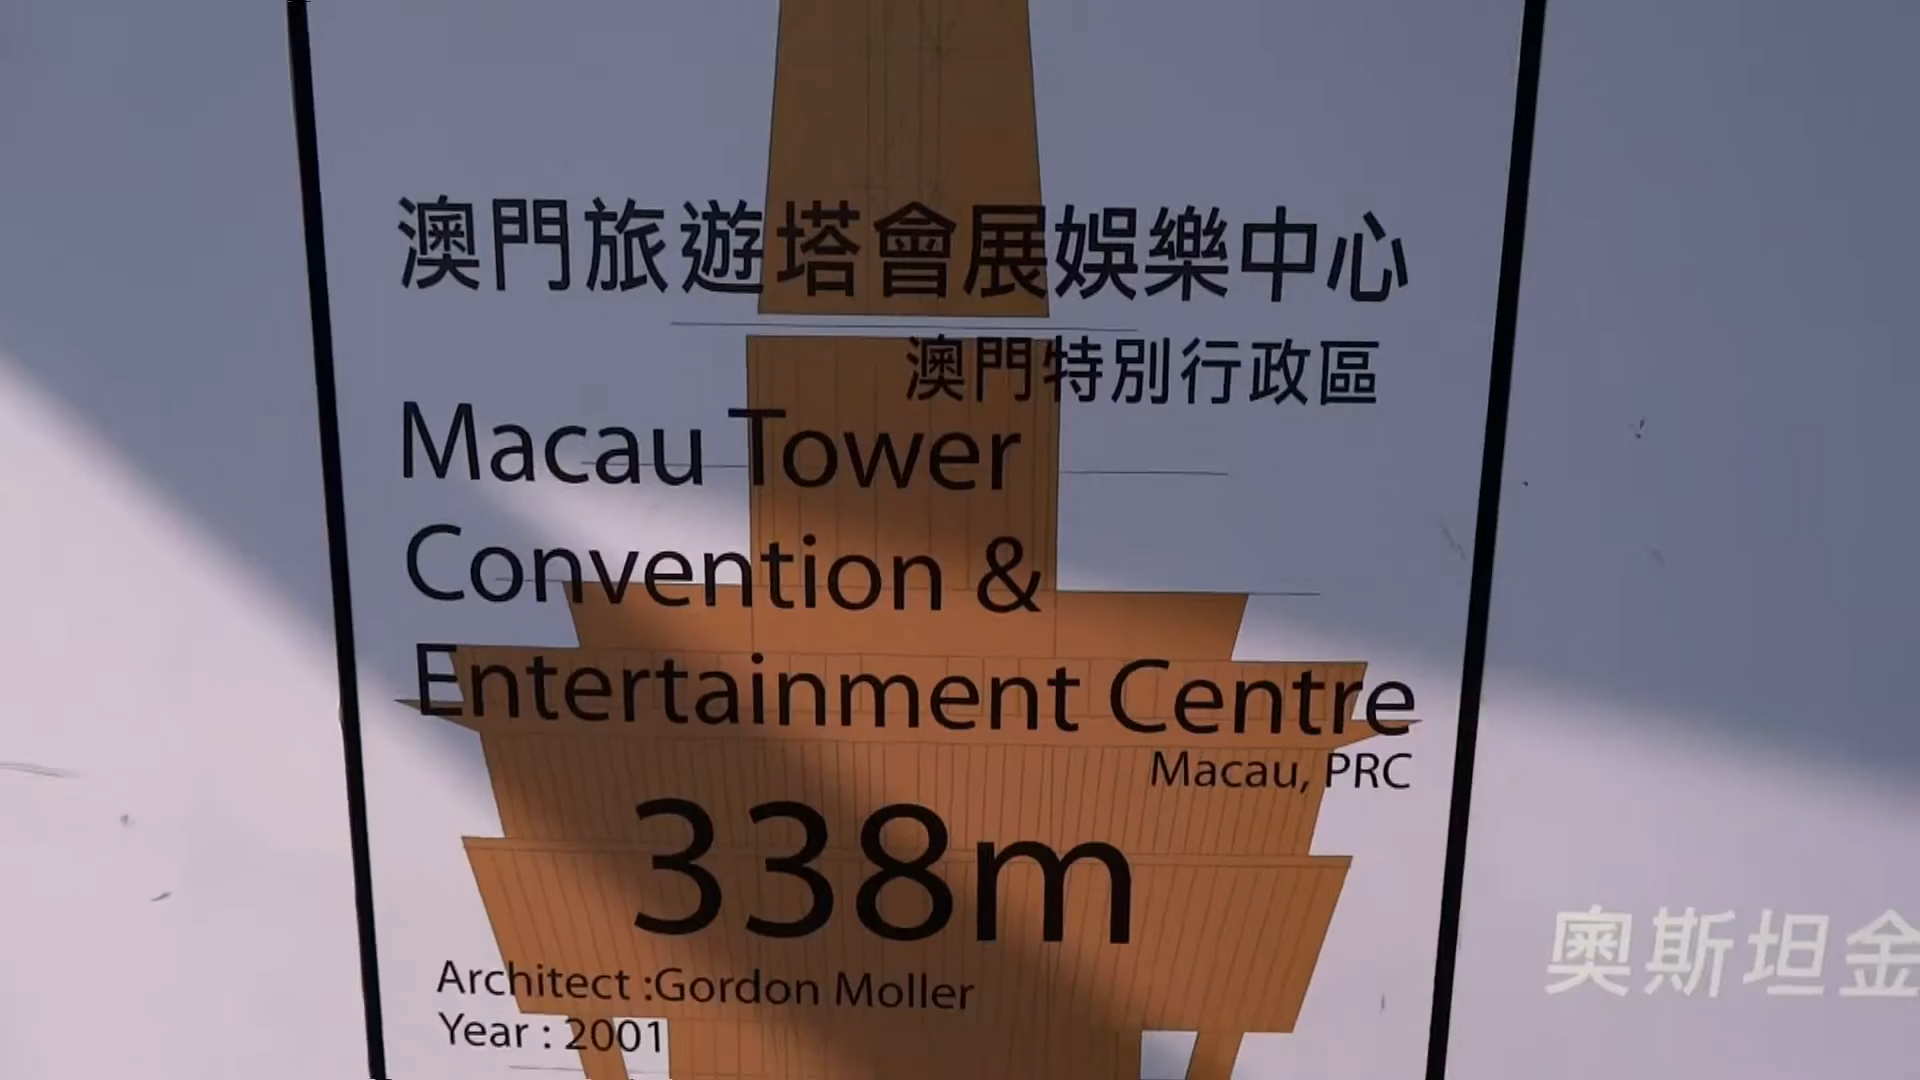 澳門旅遊塔會展娛樂中心
澳門特別行政區
Macau Tower
Convention &
Entertainment Centre
Macau, PRC
338m
Architect :Gordon Moller
Year : 2001
奧斯坦金